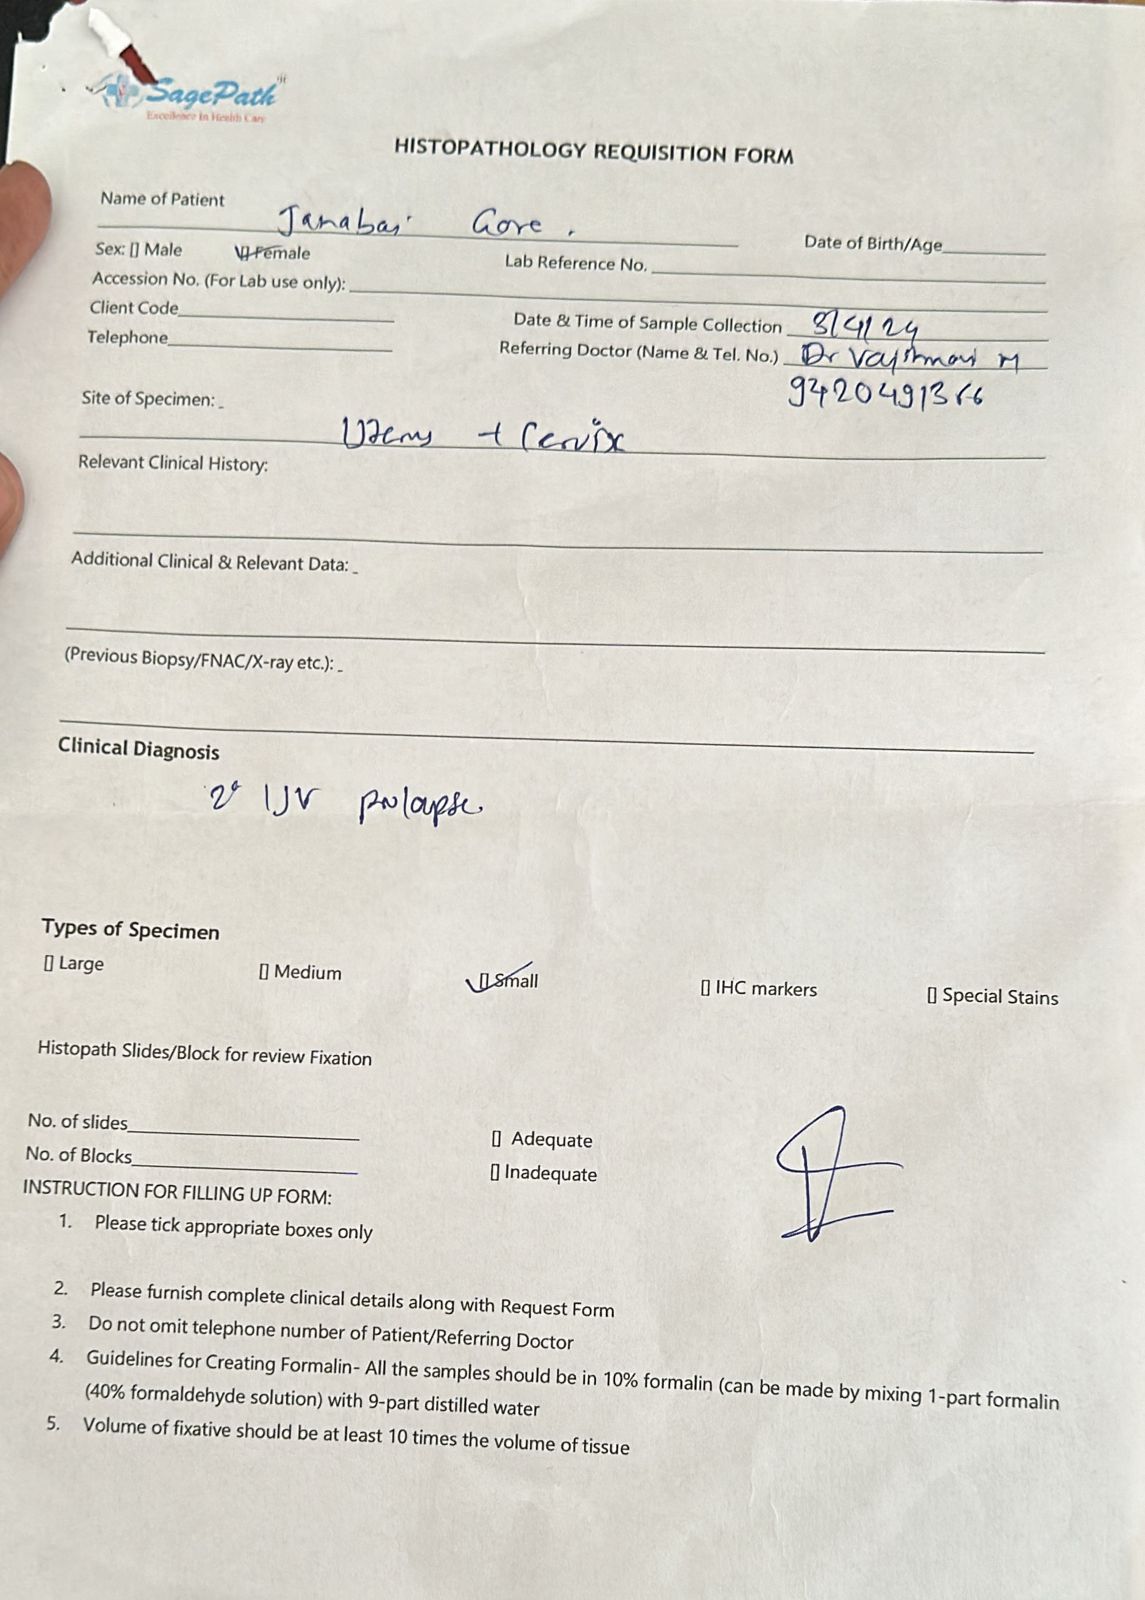 SagePath
Excellence In Health Care
HISTOPATHOLOGY REQUISITION FORM
Name of Patient Janabai Gore.
Sex: [] Male [] Female Date of Birth/Age
Lab Reference No.
Accession No. (For Lab use only):
Client Code
Date & Time of Sample Collection 3/4/24
Telephone
Referring Doctor (Name & Tel. No.) Dr M
Site of Specimen: Uterus + Cervix
Relevant Clinical History:
Additional Clinical & Relevant Data:
(Previous Biopsy/FNAC/X-ray etc.):
Clinical Diagnosis
2° UV prolapse
Types of Specimen
[] Large [] Medium [] Small [] IHC markers [] Special Stains
Histopath Slides/Block for review Fixation
No. of slides [] Adequate
No. of Blocks [] Inadequate
INSTRUCTION FOR FILLING UP FORM:
1. Please tick appropriate boxes only
2. Please furnish complete clinical details along with Request Form
3. Do not omit telephone number of Patient/Referring Doctor
4. Guidelines for Creating Formalin- All the samples should be in 10% formalin (can be made by mixing 1-part formalin
(40% formaldehyde solution) with 9-part distilled water
5. Volume of fixative should be at least 10 times the volume of tissue